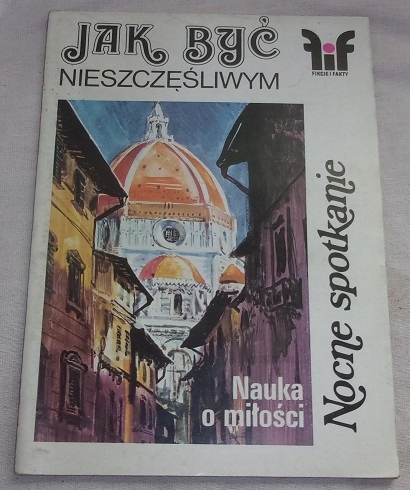 JAK BYĆ
NIESZCZĘŚLIWYM
fif
FIKCJE I FAKTY
Nocne spotkanie
Nauka
o miłości